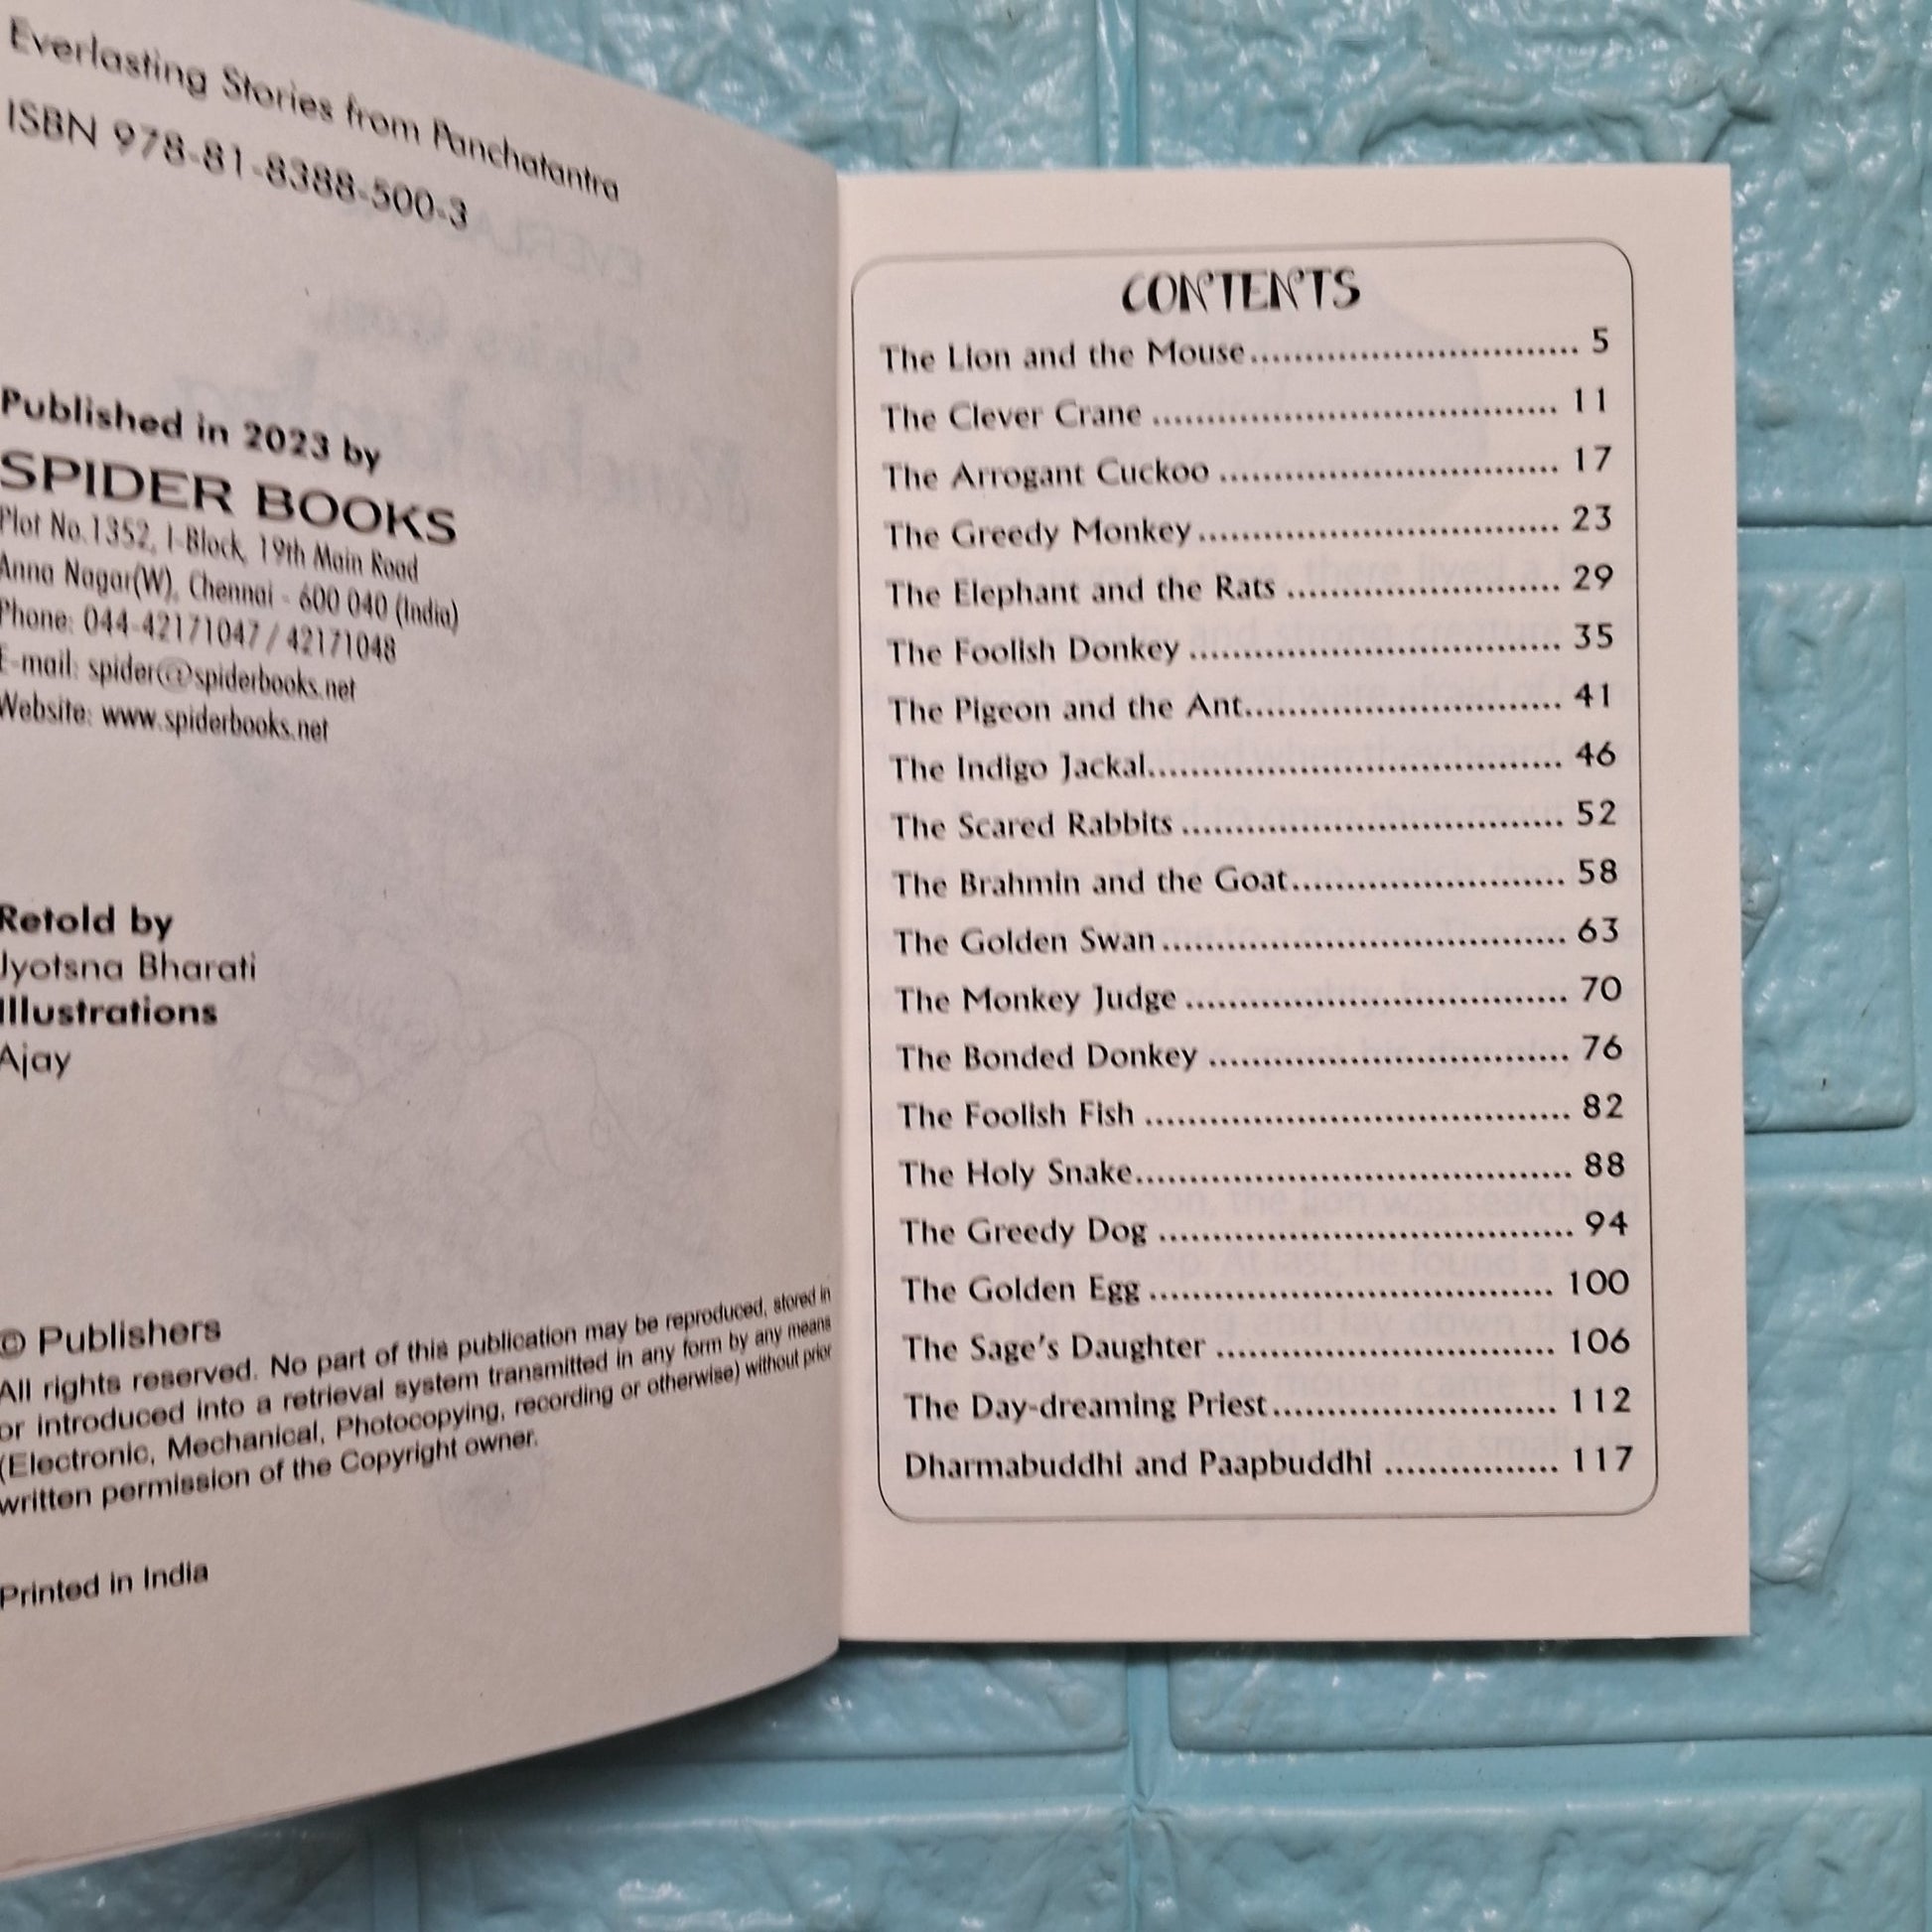 Everlasting Stories from Panchatantra
ISBN 978-81-8388-500-3
Published in 2023 by
SPIDER BOOKS
Plot No.1352, I-Block, 19th Main Road
Anna Nagar(W), Chennai - 600 040 (India)
Phone: 044-42171047 / 42171048
E-mail: spider@spiderbooks.net
Website: www.spiderbooks.net
Retold by
Jyotsna Bharati
Illustrations
Ajay
© Publishers
All rights reserved. No part of this publication may be reproduced, stored in
or introduced into a retrieval system transmitted in any form by any means
(Electronic, Mechanical, Photocopying, recording or otherwise) without prior
written permission of the Copyright owner.
Printed in India
CONTENTS
The Lion and the Mouse............................... 5
The Clever Crane ...................................... 11
The Arrogant Cuckoo ................................ 17
The Greedy Monkey.................................. 23
The Elephant and the Rats .......................... 29
The Foolish Donkey ................................... 35
The Pigeon and the Ant.............................. 41
The Indigo Jackal....................................... 46
The Scared Rabbits .................................... 52
The Brahmin and the Goat.......................... 58
The Golden Swan...................................... 63
The Monkey Judge .................................... 70
The Bonded Donkey .................................. 76
The Foolish Fish ........................................ 82
The Holy Snake......................................... 88
The Greedy Dog ....................................... 94
The Golden Egg ...................................... 100
The Sage's Daughter ................................ 106
The Day-dreaming Priest........................... 112
Dharmabuddhi and Paapbuddhi ................ 117